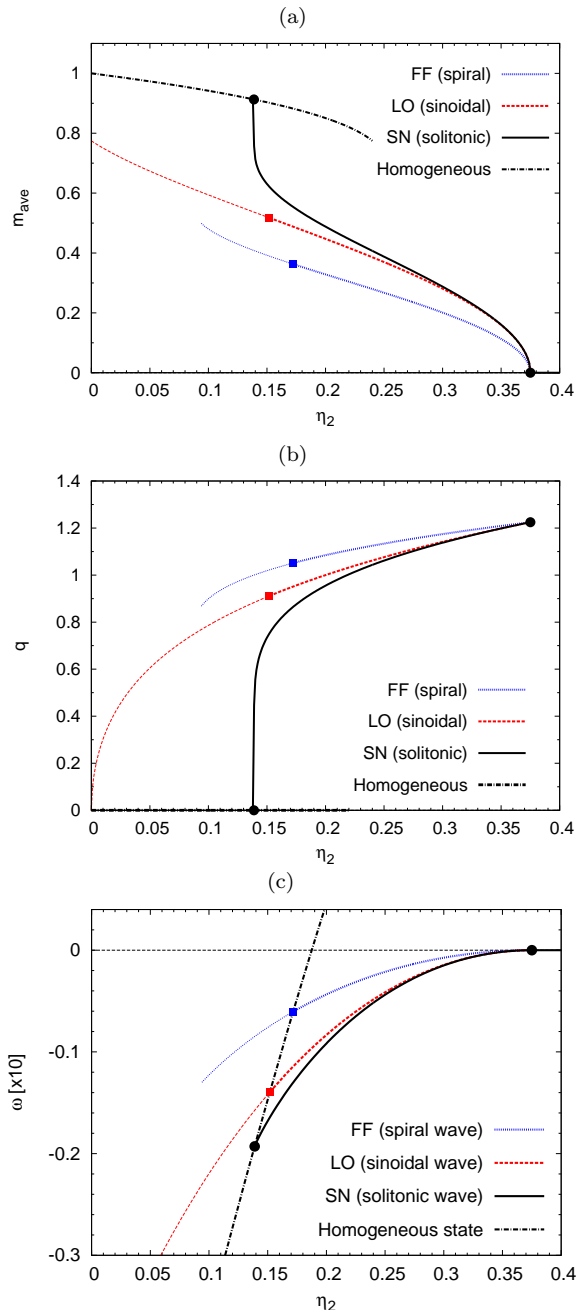 (a)
1
0.8
0.6
0.4
0.2
0
m_ave
FF (spiral)
LO (sinoidal)
SN (solitonic)
Homogeneous
0 0.05 0.1 0.15 0.2 0.25 0.3 0.35 0.4
η₂
(b)
1.4
1.2
1
0.8
0.6
0.4
0.2
0
q
FF (spiral)
LO (sinoidal)
SN (solitonic)
Homogeneous
0 0.05 0.1 0.15 0.2 0.25 0.3 0.35 0.4
η₂
(c)
0
-0.1
-0.2
-0.3
ω [x10]
FF (spiral wave)
LO (sinoidal wave)
SN (solitonic wave)
Homogeneous state
0 0.05 0.1 0.15 0.2 0.25 0.3 0.35 0.4
η₂